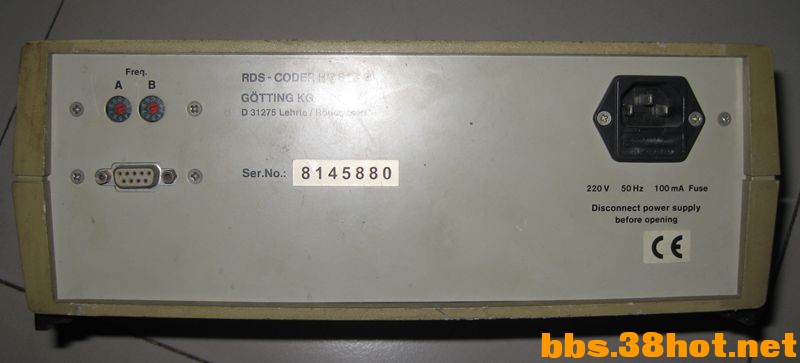 Freq.
A B
RDS - CODER
GÖTTING KG
D 31275 Lehrte /
Ser.No.: 8145880
220 V 50 Hz 100 mA Fuse
Disconnect power supply
before opening
CE
bbs.38hot.net